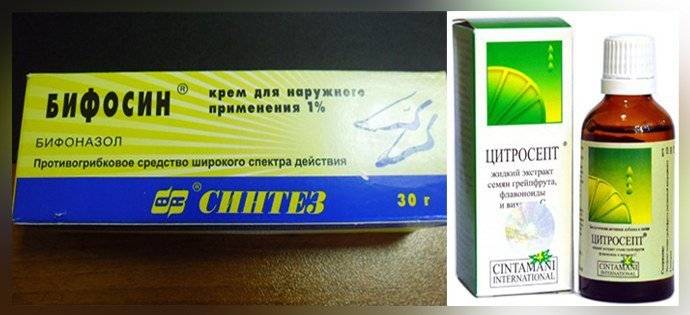 БИФОСИН®
крем для наружного
применения 1%
БИФОНАЗОЛ
Противогрибковое средство широкого спектра действия
® СИНТЕЗ
30 г
ЦИТРОСЕПТ®
жидкий экстракт
семян грейпфрута,
флавоноиды
и С
CINTAMANI
INTERNATIONAL
ЦИТРОСЕПТ®
CINTAMANI
INTERNATIONAL